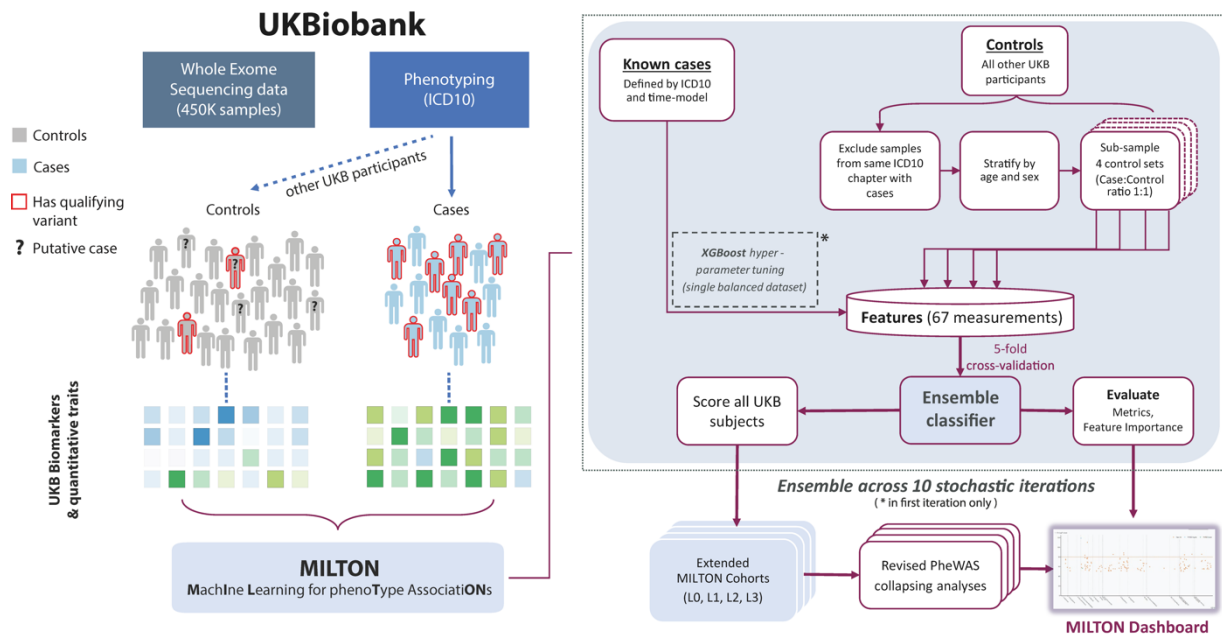 UKBiobank
Whole Exome
Sequencing data
(450K samples)
Phenotyping
(ICD10)
Controls
Cases
Has qualifying
variant
? Putative case
other UKB participants
Controls
Cases
?
?
?
?
UKB Biomarkers
& quantitative traits
MILTON
MachIne Learning for phenoType AssociatiONs
Known cases
Defined by ICD10
and time-model
Controls
All other UKB
participants
Exclude samples
from same ICD10
chapter with
cases
Stratify by
age and sex
Sub-sample
4 control sets
(Case:Control
ratio 1:1)
XGBoost hyper-
parameter tuning
(single balanced dataset)
*
Features (67 measurements)
5-fold
cross-validation
Score all UKB
subjects
Ensemble
classifier
Evaluate
Metrics,
Feature Importance
Ensemble across 10 stochastic iterations
( * in first iteration only )
Extended
MILTON Cohorts
(L0, L1, L2, L3)
Revised PheWAS
collapsing analyses
MILTON Dashboard